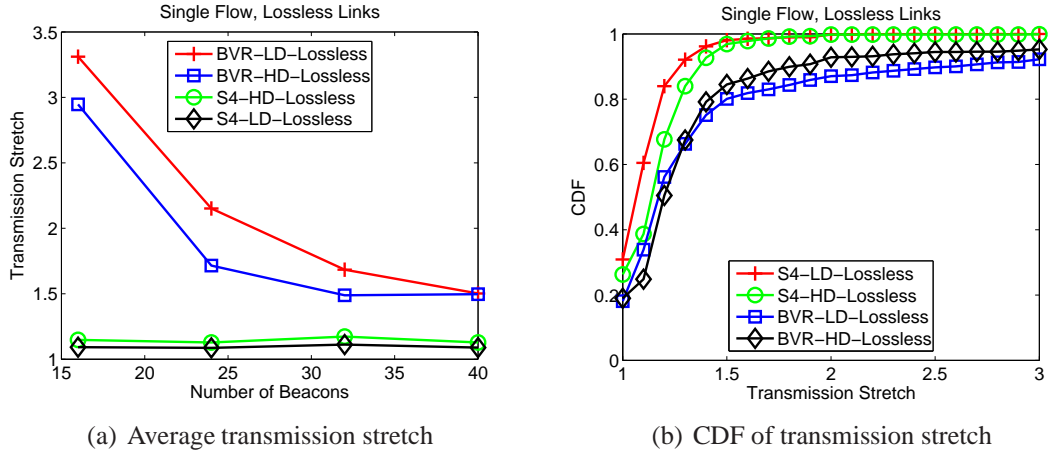 Single Flow, Lossless Links
3.5
3
2.5
2
1.5
1
15
20
25
30
35
40
Transmission Stretch
Number of Beacons
BVR−LD−Lossless
BVR−HD−Lossless
S4−HD−Lossless
S4−LD−Lossless
(a) Average transmission stretch
Single Flow, Lossless Links
1
0.8
0.6
0.4
0.2
0
1
1.5
2
2.5
3
CDF
Transmission Stretch
S4−LD−Lossless
S4−HD−Lossless
BVR−LD−Lossless
BVR−HD−Lossless
(b) CDF of transmission stretch